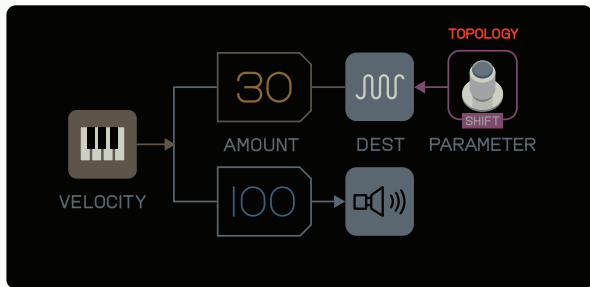 TOPOLOGY
30
SHIFT
AMOUNT
DEST
PARAMETER
VELOCITY
100